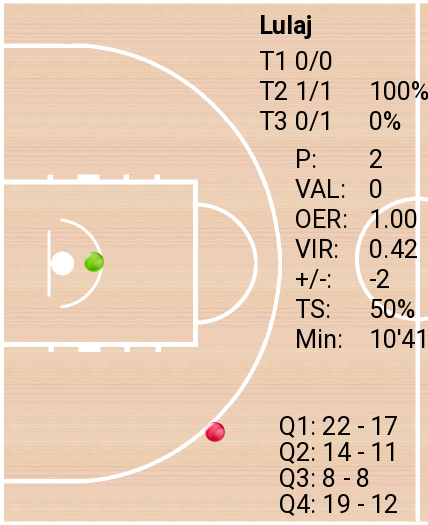 Lulaj
T1 0/0
T2 1/1 100%
T3 0/1 0%
P: 2
VAL: 0
OER: 1.00
VIR: 0.42
+/-: -2
TS: 50%
Min: 10'41
Q1: 22 - 17
Q2: 14 - 11
Q3: 8 - 8
Q4: 19 - 12